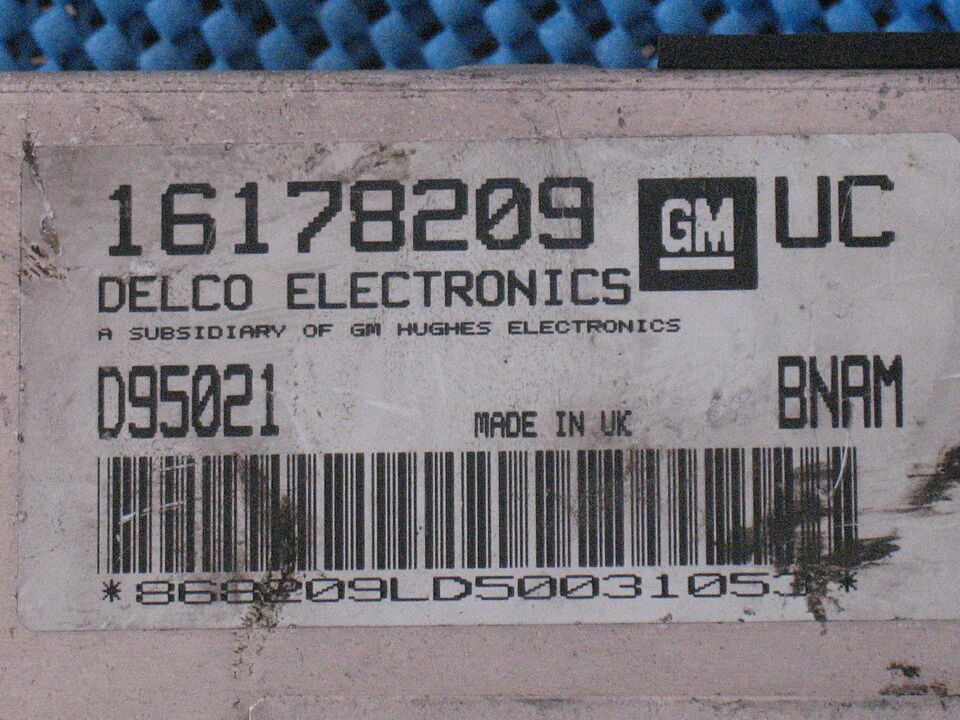 16178209 GM UC
DELCO ELECTRONICS
A SUBSIDIARY OF GM HUGHES ELECTRONICS
D95021 BNAM
MADE IN UK